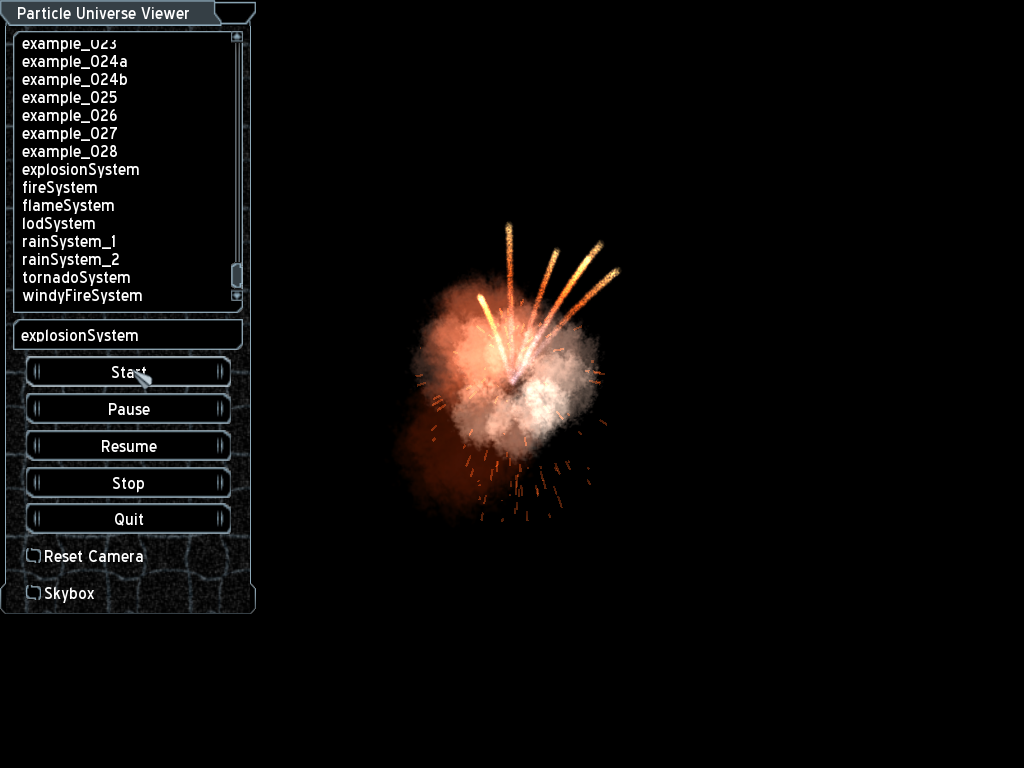 Particle Universe Viewer
example_023
example_024a
example_024b
example_025
example_026
example_027
example_028
explosionSystem
fireSystem
flameSystem
lodSystem
rainSystem_1
rainSystem_2
tornadoSystem
windyFireSystem
explosionSystem
Start
Pause
Resume
Stop
Quit
Reset Camera
Skybox